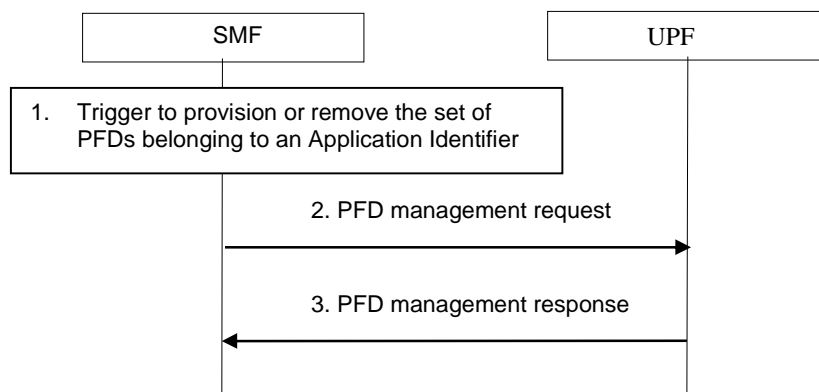 SMF
UPF
1. Trigger to provision or remove the set of
PFDs belonging to an Application Identifier
2. PFD management request
3. PFD management response